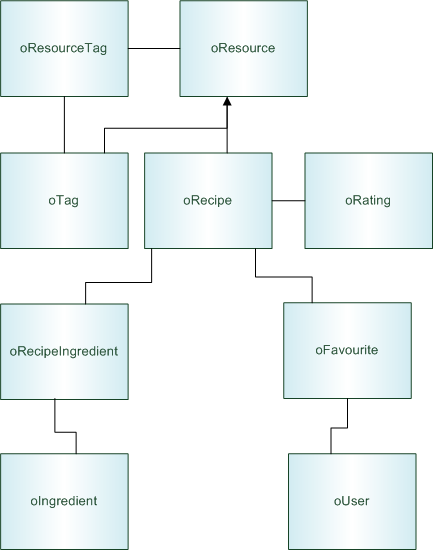 oResourceTag
oResource
oTag
oRecipe
oRating
oRecipeIngredient
oFavourite
oIngredient
oUser